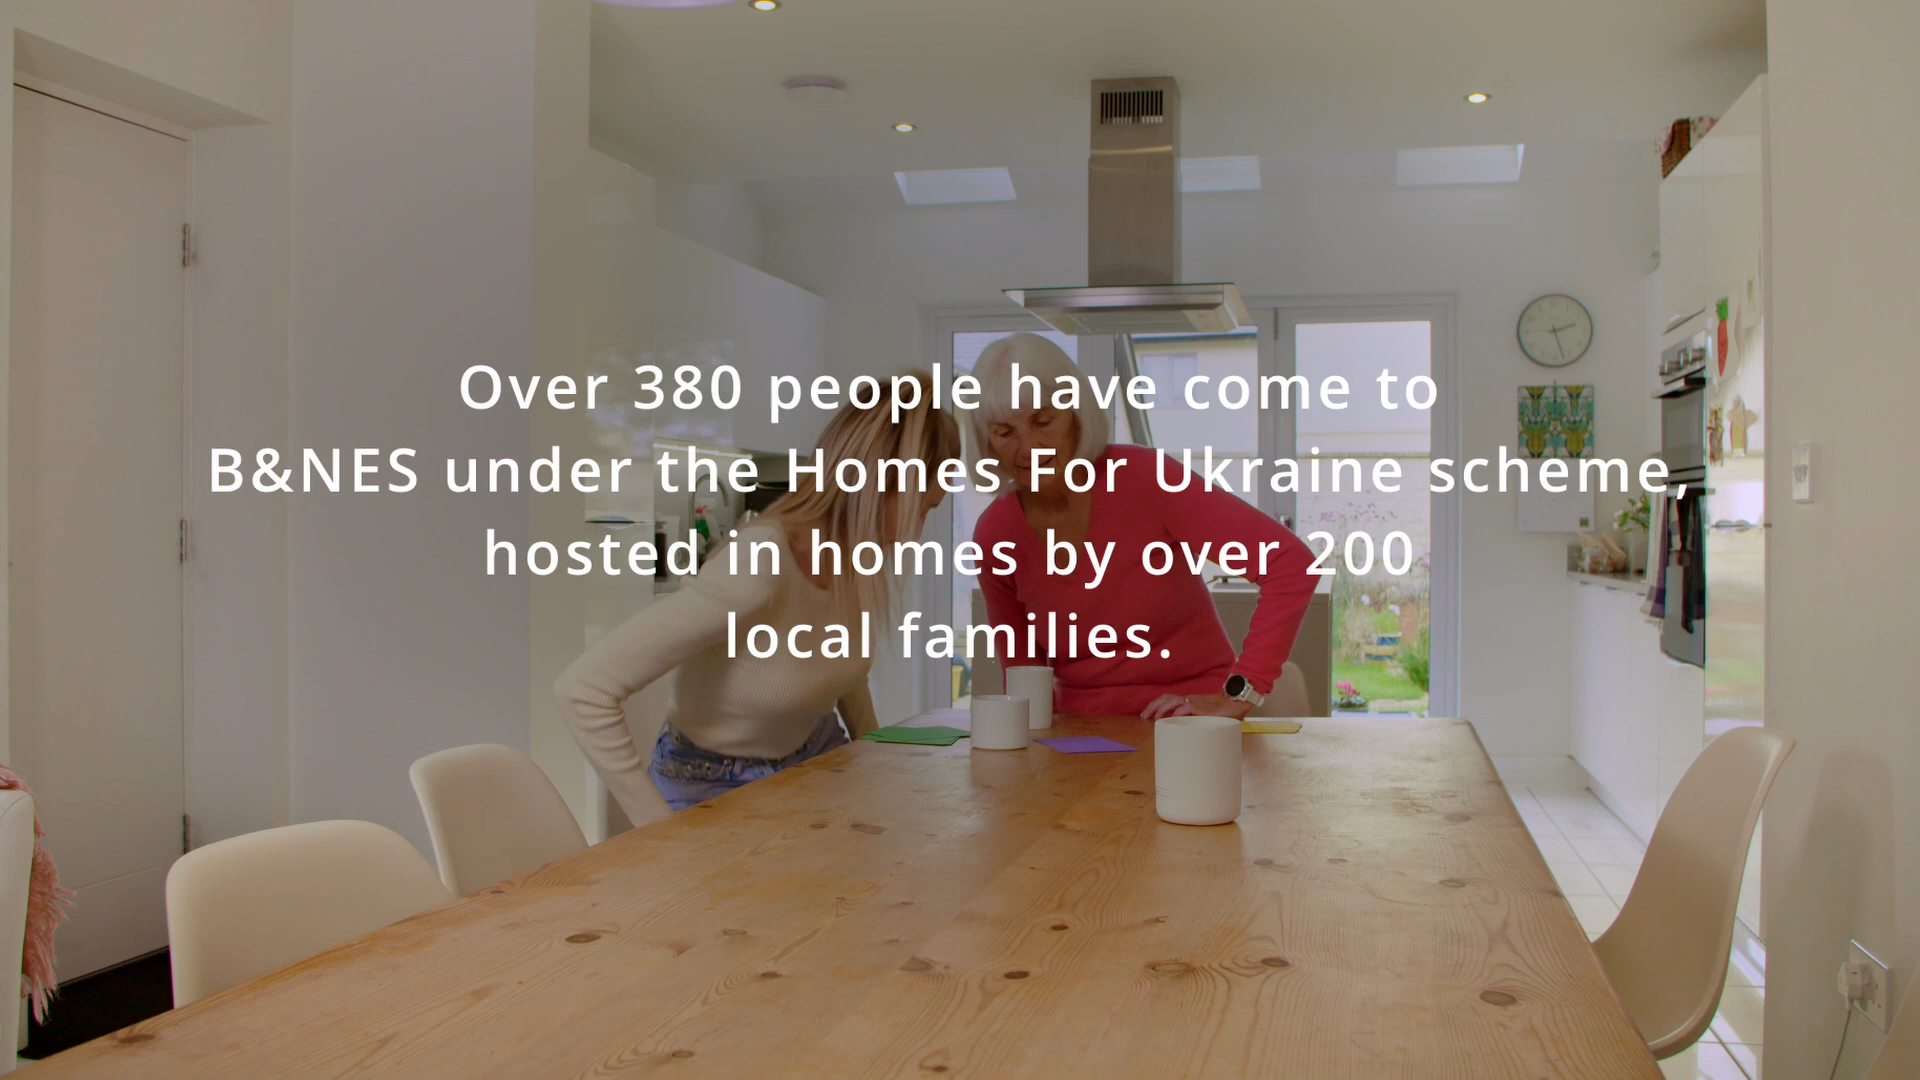 Over 380 people have come to
B&NES under the Homes For Ukraine scheme,
hosted in homes by over 200
local families.